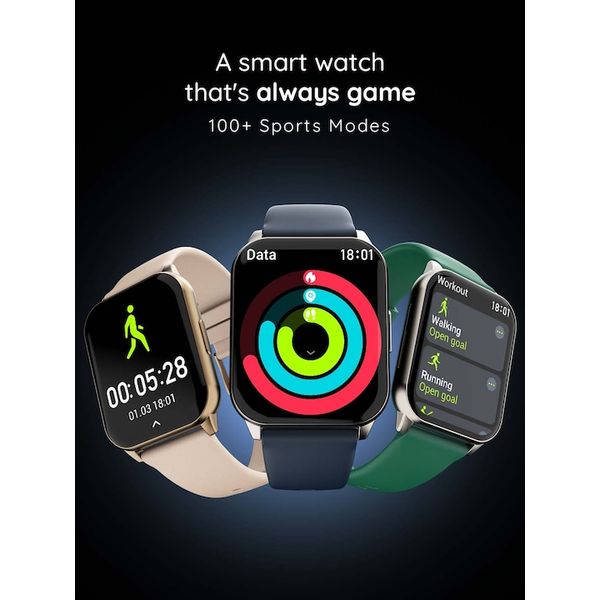 A smart watch
that's always game
100+ Sports Modes
Data 18:01
00:05:28
01.03 18:01
Workout
18:01
Walking
Open goal
Running
Open goal